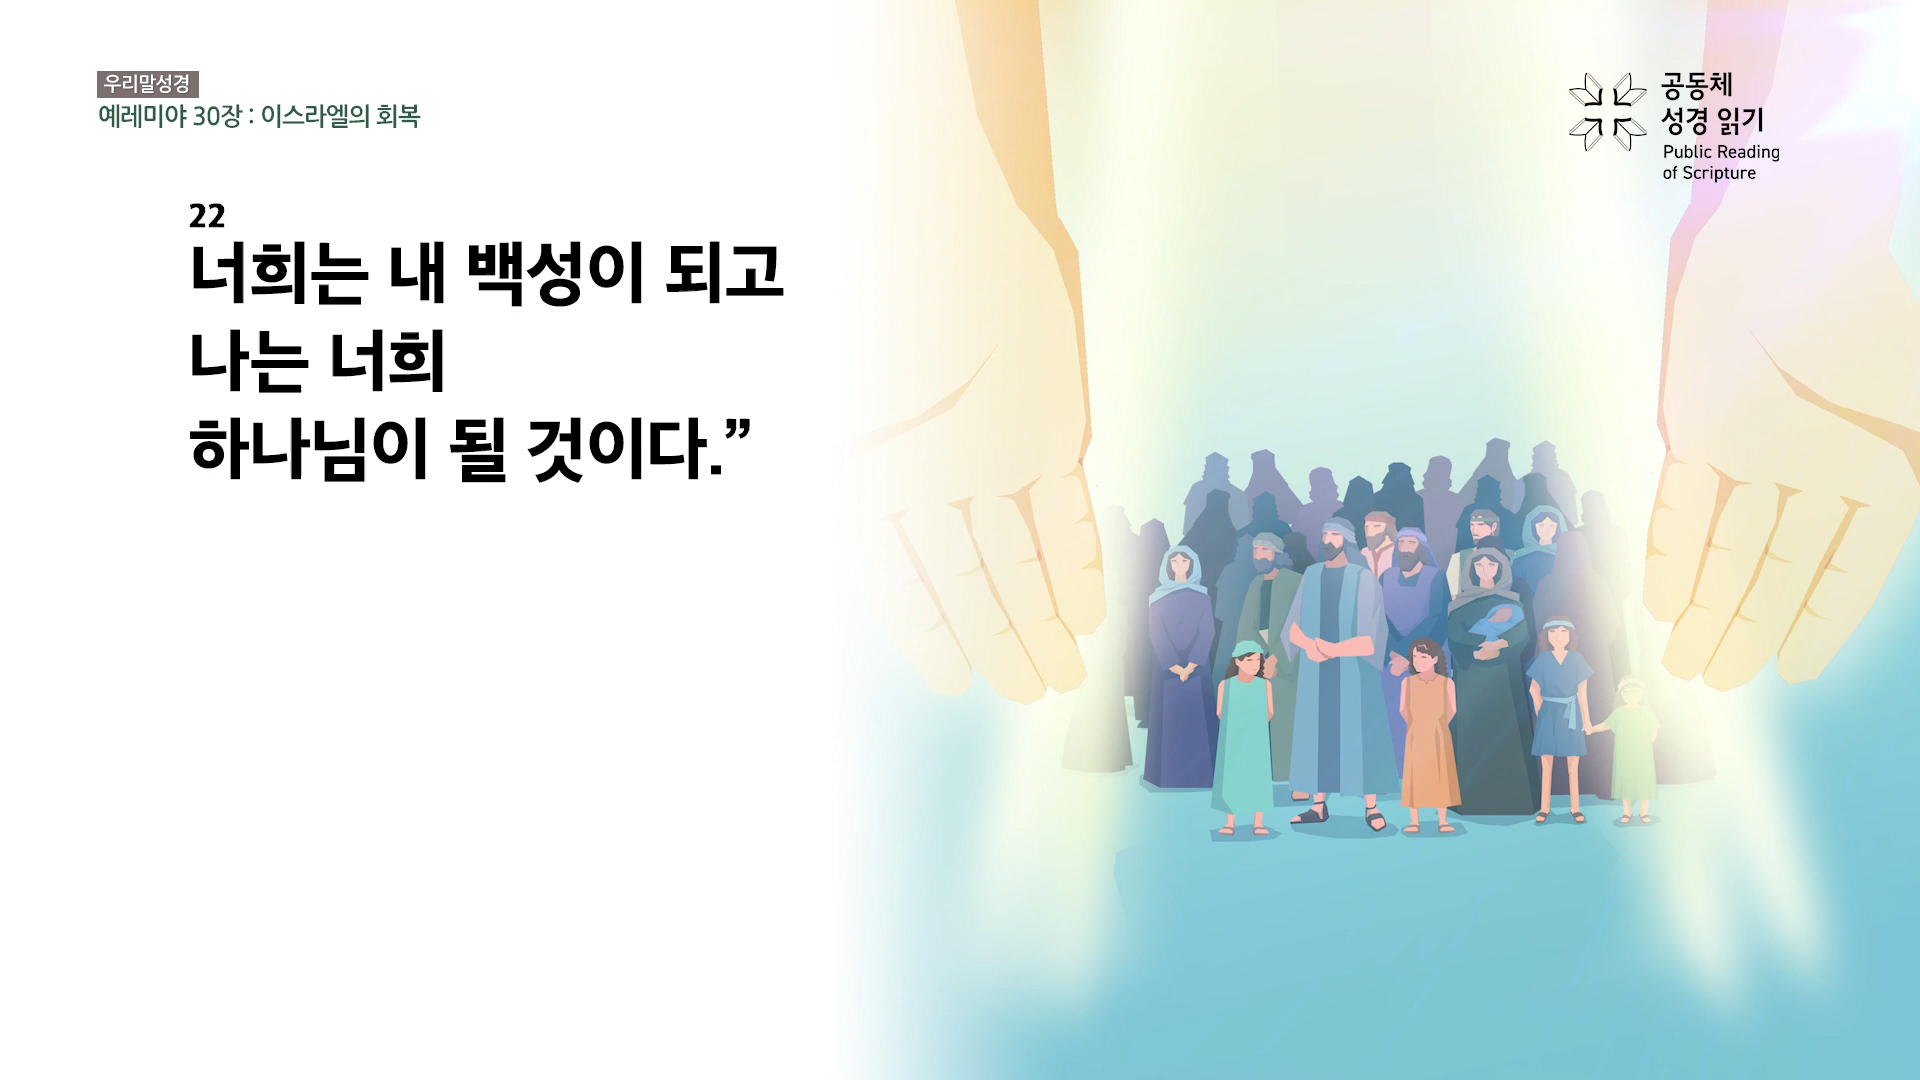 우리말성경
예레미야 30장 : 이스라엘의 회복
공동체
성경 읽기
Public Reading
of Scripture
22
너희는 내 백성이 되고
나는 너희
하나님이 될 것이다.”